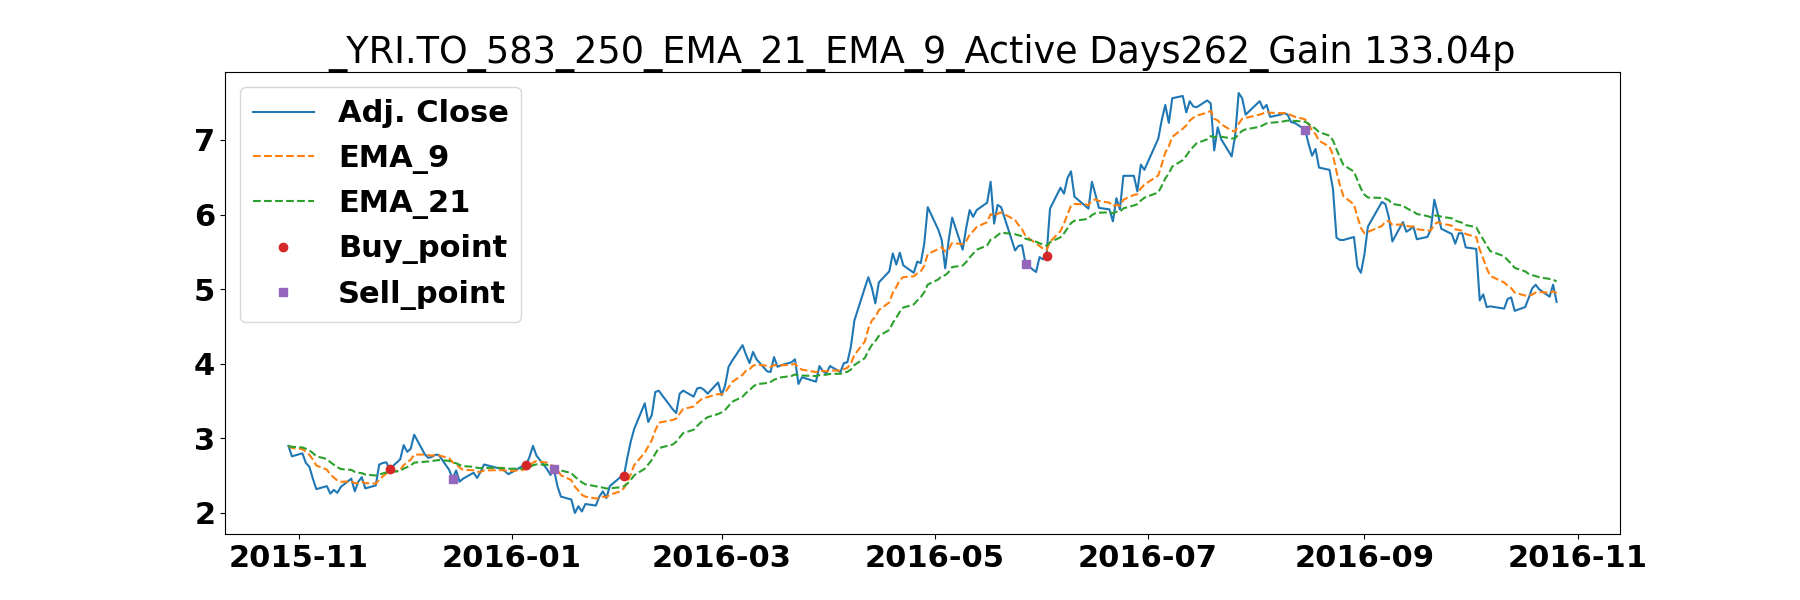 _YRI.TO_583_250_EMA_21_EMA_9_Active Days262_Gain 133.04p
Adj. Close
EMA_9
EMA_21
Buy_point
Sell_point
7
6
5
4
3
2
2015-11 2016-01 2016-03 2016-05 2016-07 2016-09 2016-11